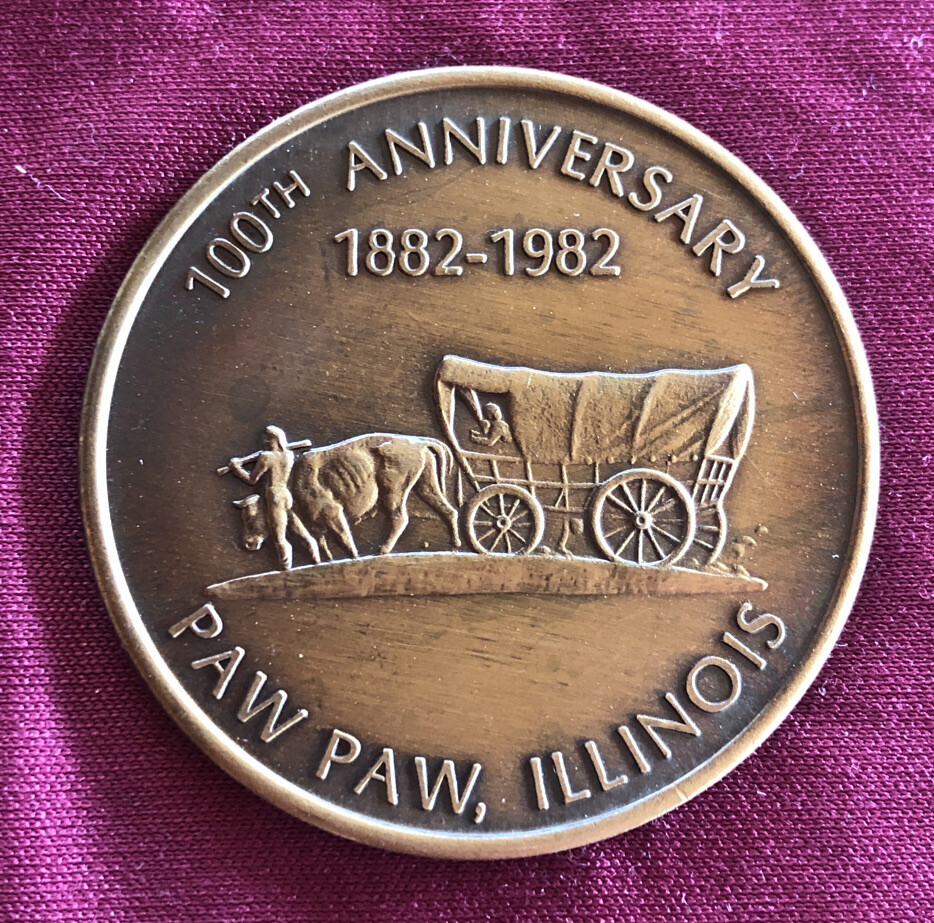 100TH ANNIVERSARY
1882-1982
PAW PAW, ILLINOIS